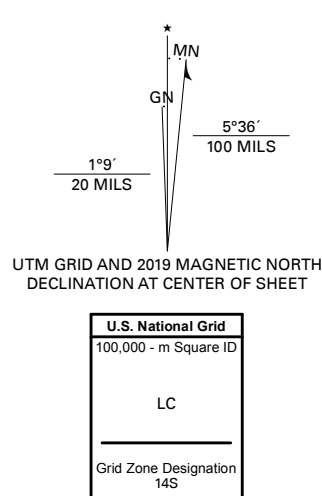 ★
MN
GN
5°36´
100 MILS
1°9´
20 MILS
UTM GRID AND 2019 MAGNETIC NORTH
DECLINATION AT CENTER OF SHEET
U.S. National Grid
100,000 - m Square ID
LC
Grid Zone Designation
14S